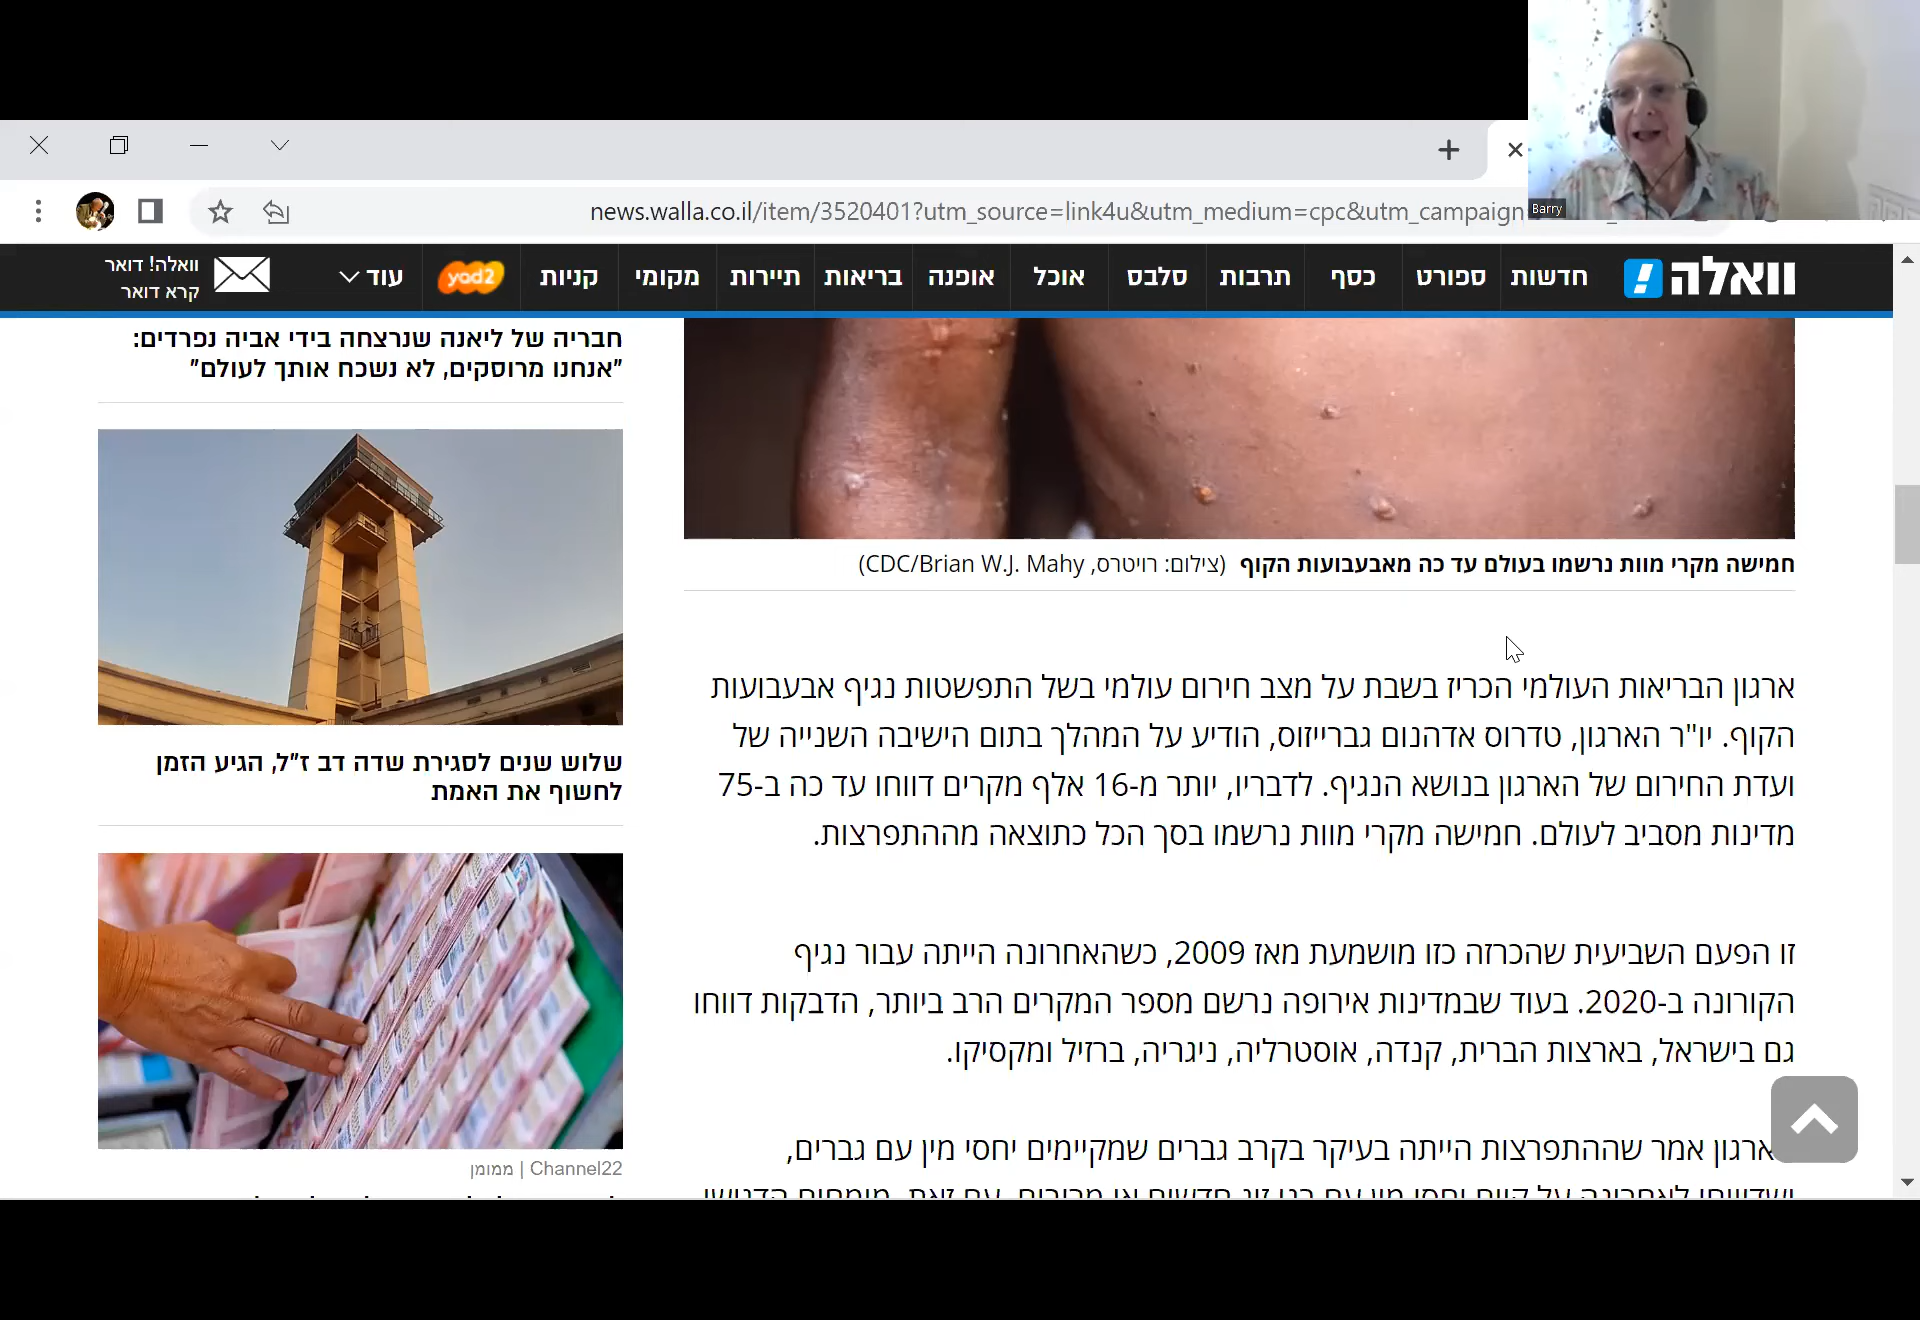 Barry
news.walla.co.il/item/3520401?utm_source=link4u&utm_medium=cpc&utm_campaign
וואלה!
חדשות
ספורט
כסף
תרבות
סלבס
אוכל
אופנה
בריאות
תיירות
מקומי
קניות
yad2
עוד
וואלה! דואר
קרא דואר
חמישה מקרי מוות נרשמו בעולם עד כה מאבעבועות הקוף (צילום: רויטרס, CDC/Brian W.J. Mahy)
ארגון הבריאות העולמי הכריז בשבת על מצב חירום עולמי בשל התפשטות נגיף אבעבועות
הקוף. יו"ר הארגון, טדרוס אדהנום גברייזוס, הודיע על המהלך בתום הישיבה השנייה של
ועדת החירום של הארגון בנושא הנגיף. לדבריו, יותר מ-16 אלף מקרים דווחו עד כה ב-75
מדינות מסביב לעולם. חמישה מקרי מוות נרשמו בסך הכל כתוצאה מההתפרצות.
זו הפעם השביעית שהכרזה כזו מושמעת מאז 2009, כשהאחרונה הייתה עבור נגיף
הקורונה ב-2020. בעוד שבמדינות אירופה נרשם מספר המקרים הרב ביותר, הדבקות דווחו
גם בישראל, בארצות הברית, קנדה, אוסטרליה, ניגריה, ברזיל ומקסיקו.
ארגון אמר שההתפרצות הייתה בעיקר בקרב גברים שמקיימים יחסי מין עם גברים,
חבריה של ליאנה שנרצחה בידי אביה נפרדים:
"אנחנו מרוסקים, לא נשכח אותך לעולם"
שלוש שנים לסגירת שדה דב ז"ל, הגיע הזמן
לחשוף את האמת
Channel22 | ממומן